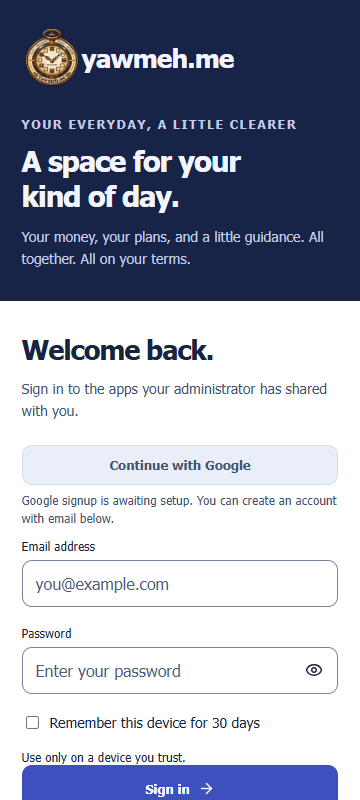 yawmeh.me
YOUR EVERYDAY, A LITTLE CLEARER
A space for your
kind of day.
Your money, your plans, and a little guidance. All
together. All on your terms.
Welcome back.
Sign in to the apps your administrator has shared
with you.
Continue with Google
Google signup is awaiting setup. You can create an account
with email below.
Email address
you@example.com
Password
Enter your password
Remember this device for 30 days
Use only on a device you trust.
Sign in →